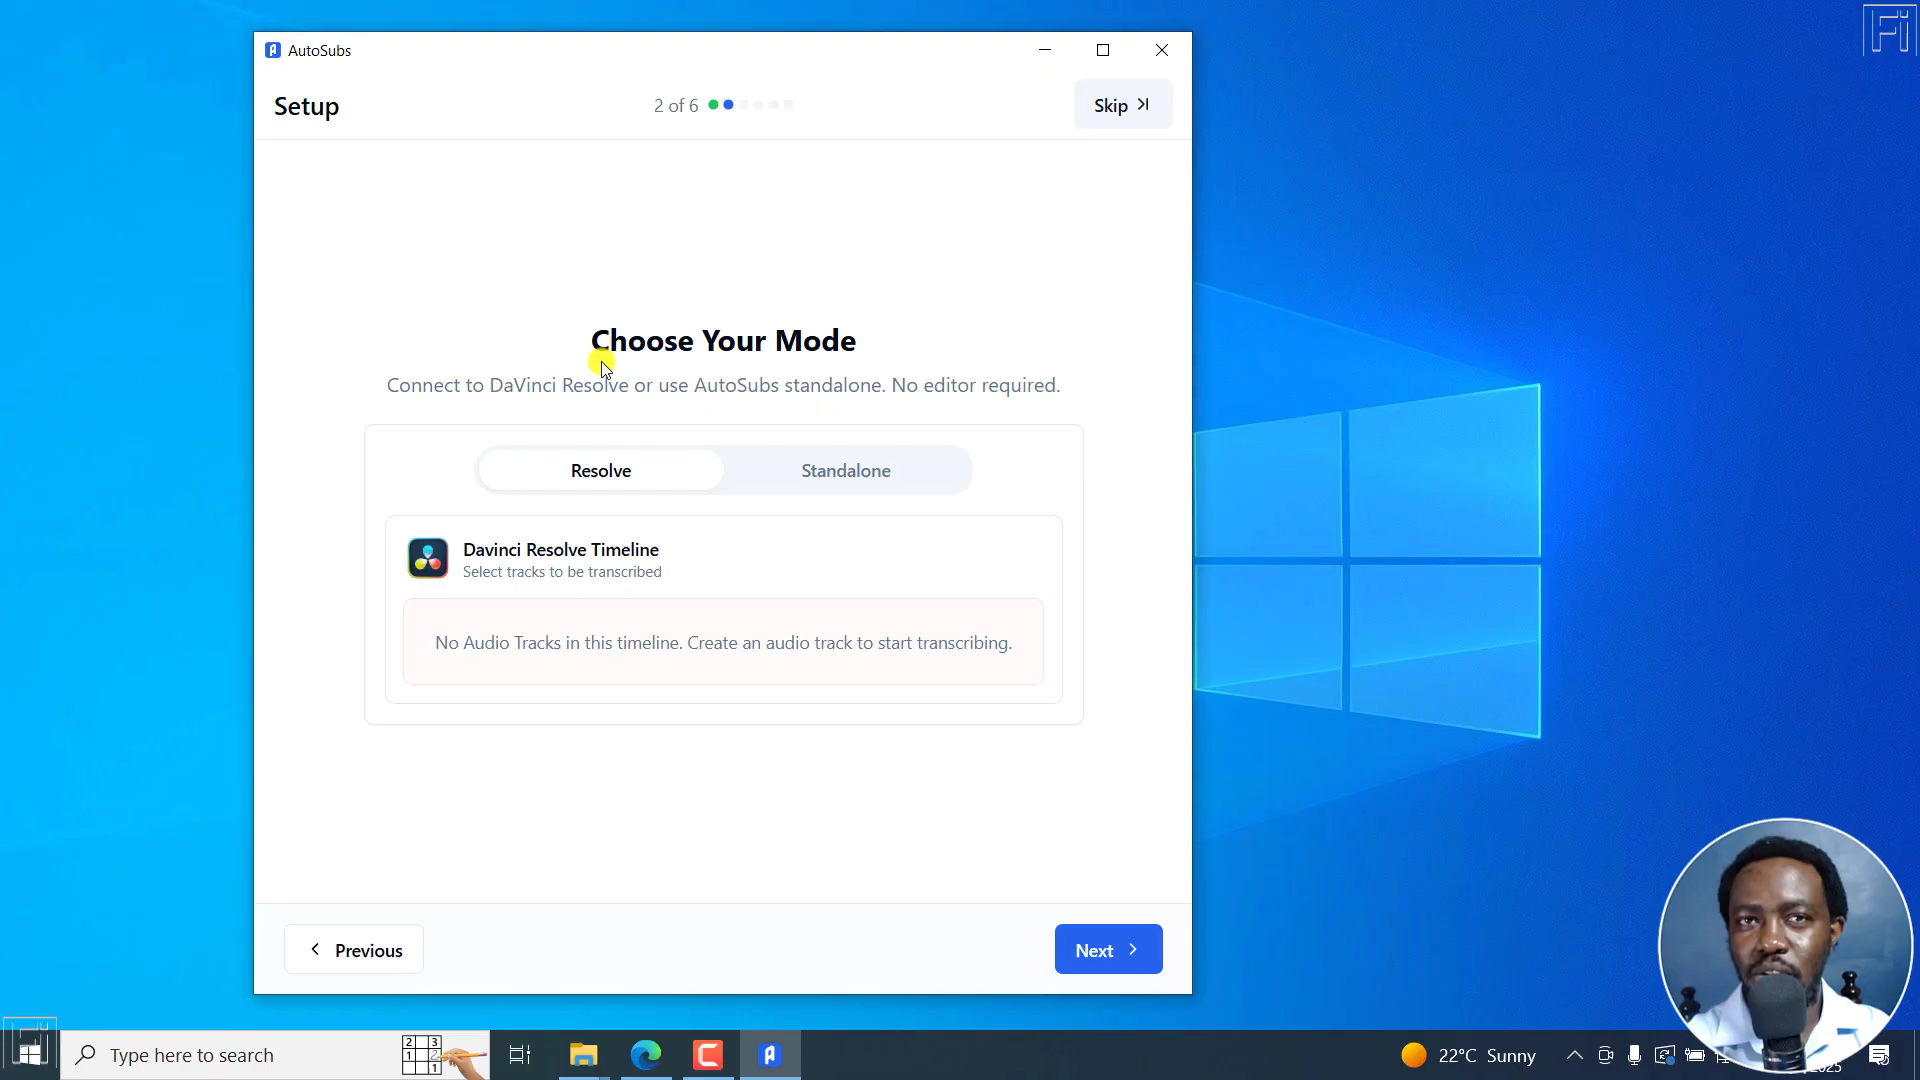 AutoSubs
Setup
2 of 6
Skip
Choose Your Mode
Connect to DaVinci Resolve or use AutoSubs standalone. No editor required.
Resolve
Standalone
Davinci Resolve Timeline
Select tracks to be transcribed
No Audio Tracks in this timeline. Create an audio track to start transcribing.
Previous
Next
Type here to search
22°C Sunny
Fi